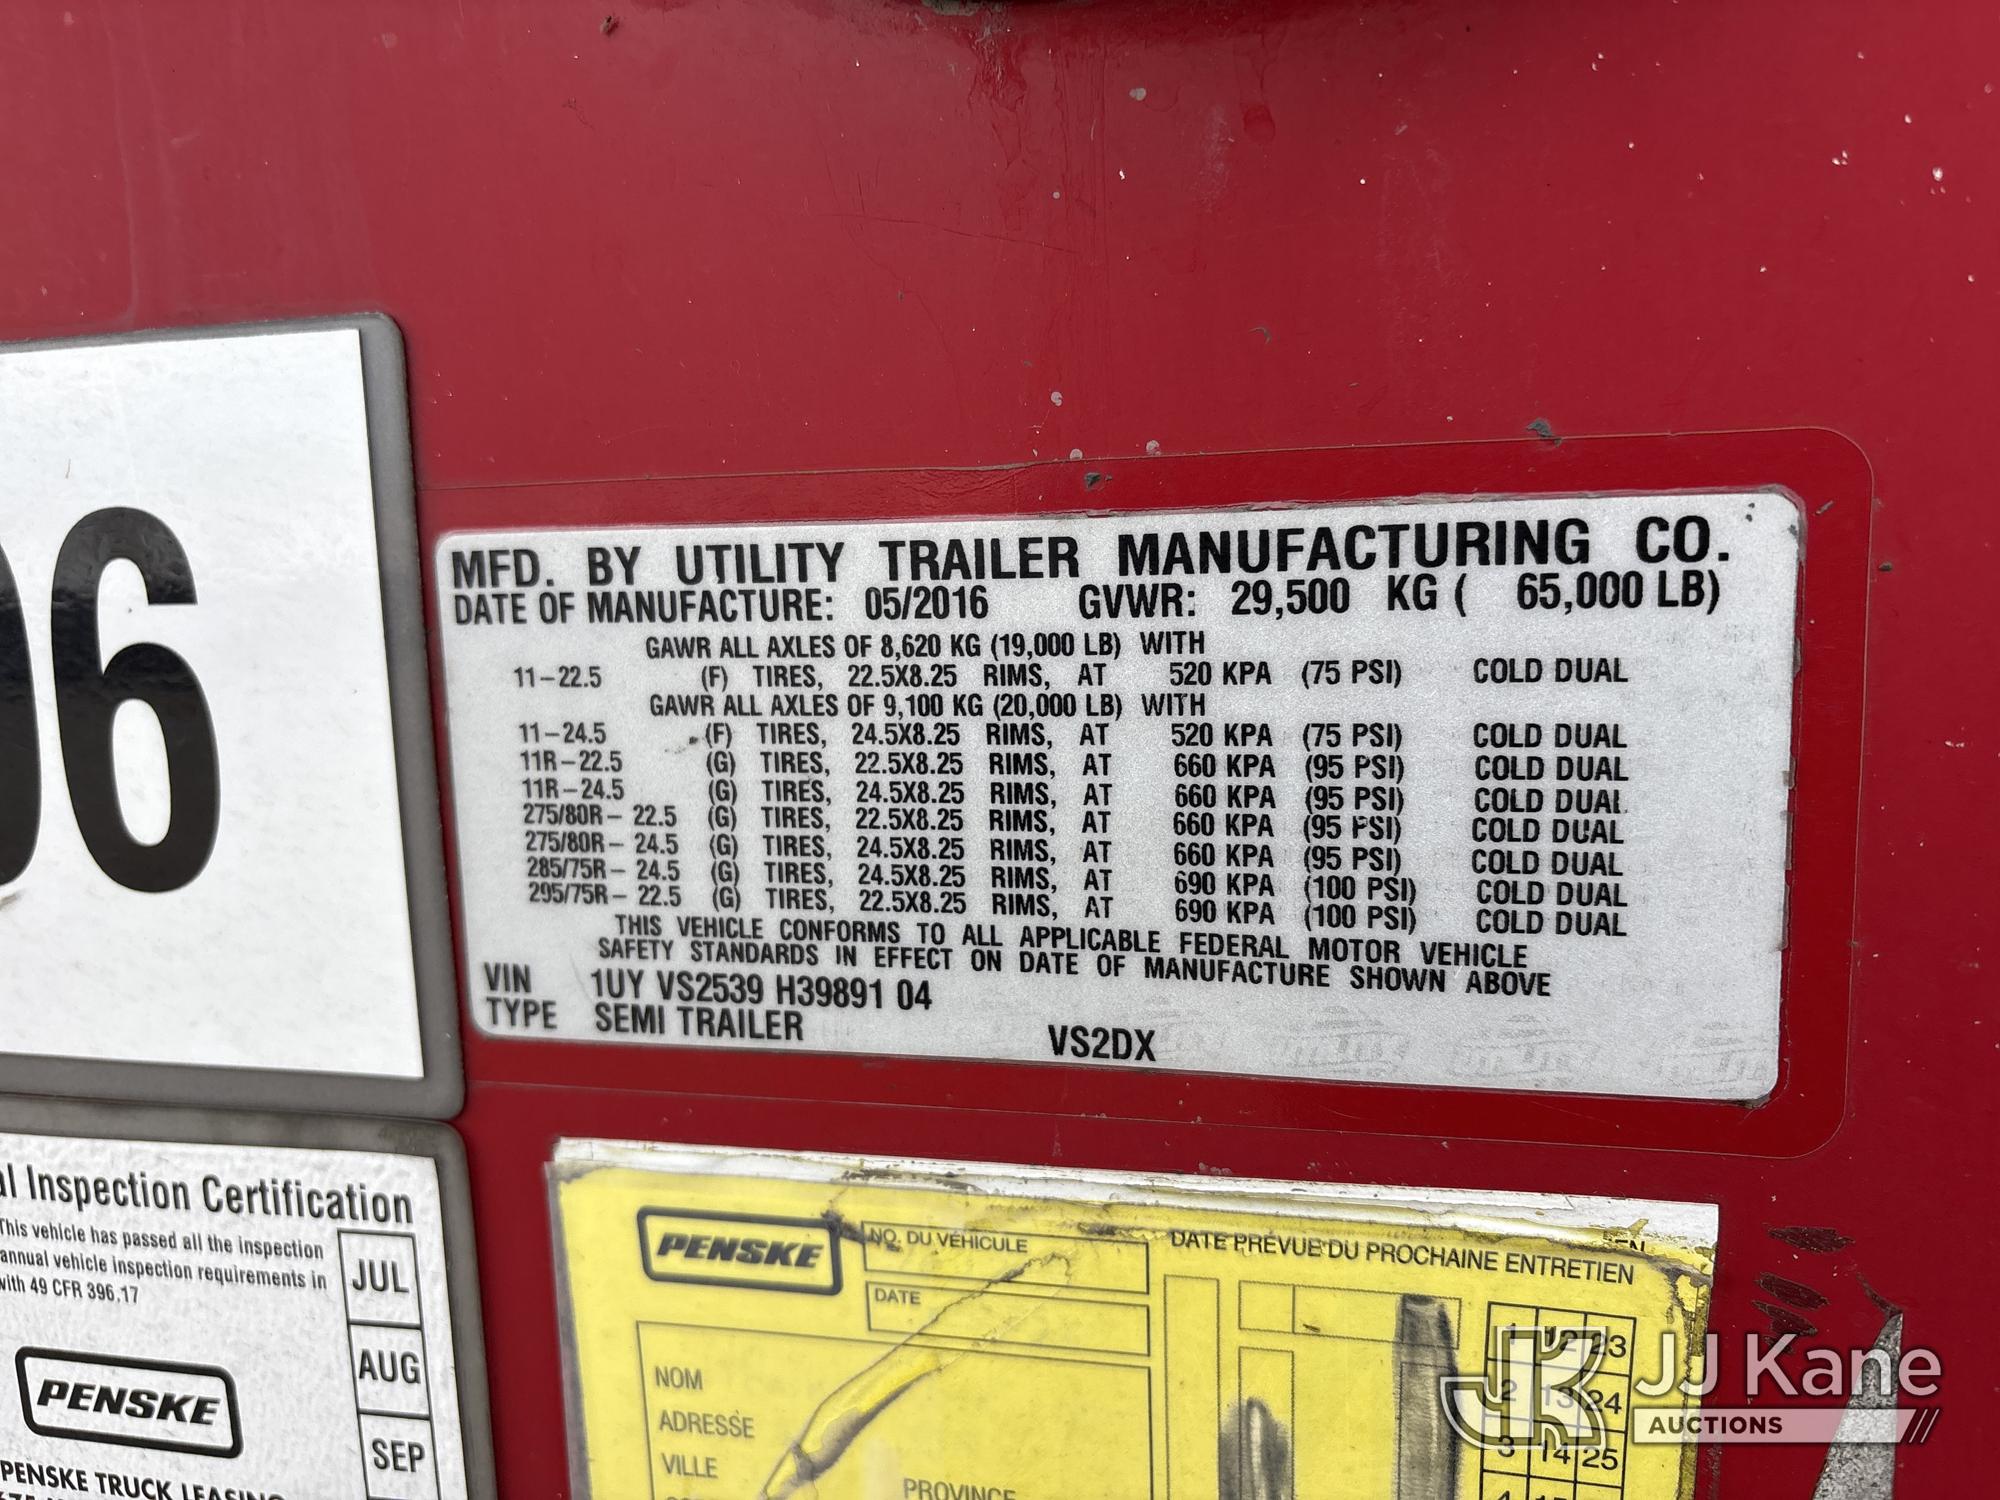 06
MFD. BY UTILITY TRAILER MANUFACTURING CO.
DATE OF MANUFACTURE: 05/2016 GVWR: 29,500 KG ( 65,000 LB)
GAWR ALL AXLES OF 8,620 KG (19,000 LB) WITH
11-22.5 (F) TIRES, 22.5X8.25 RIMS, AT 520 KPA (75 PSI) COLD DUAL
GAWR ALL AXLES OF 9,100 KG (20,000 LB) WITH
11-24.5 (F) TIRES, 24.5X8.25 RIMS, AT 520 KPA (75 PSI) COLD DUAL
11R-22.5 (G) TIRES, 22.5X8.25 RIMS, AT 660 KPA (95 PSI) COLD DUAL
11R-24.5 (G) TIRES, 24.5X8.25 RIMS, AT 660 KPA (95 PSI) COLD DUAL
275/80R- 22.5 (G) TIRES, 22.5X8.25 RIMS, AT 660 KPA (95 PSI) COLD DUAL
275/80R- 24.5 (G) TIRES, 24.5X8.25 RIMS, AT 660 KPA (95 PSI) COLD DUAL
285/75R- 24.5 (G) TIRES, 24.5X8.25 RIMS, AT 690 KPA (100 PSI) COLD DUAL
295/75R- 22.5 (G) TIRES, 22.5X8.25 RIMS, AT 690 KPA (100 PSI) COLD DUAL
THIS VEHICLE CONFORMS TO ALL APPLICABLE FEDERAL MOTOR VEHICLE
SAFETY STANDARDS IN EFFECT ON DATE OF MANUFACTURE SHOWN ABOVE
VIN 1UY VS2539 H39891 04
TYPE SEMI TRAILER VS2DX
al Inspection Certification
This vehicle has passed all the inspection
annual vehicle inspection requirements in
with 49 CFR 396.17
JUL
AUG
SEP
PENSKE
PENSKE TRUCK LEASING
PENSKE
NO. DU VÉHICULE
DATE
DATE PRÉVUE DU PROCHAINE ENTRETIEN
NOM
ADRESSE
VILLE
PROVINCE
1 12 23
2 13 24
3 14 25
JJ Kane
AUCTIONS